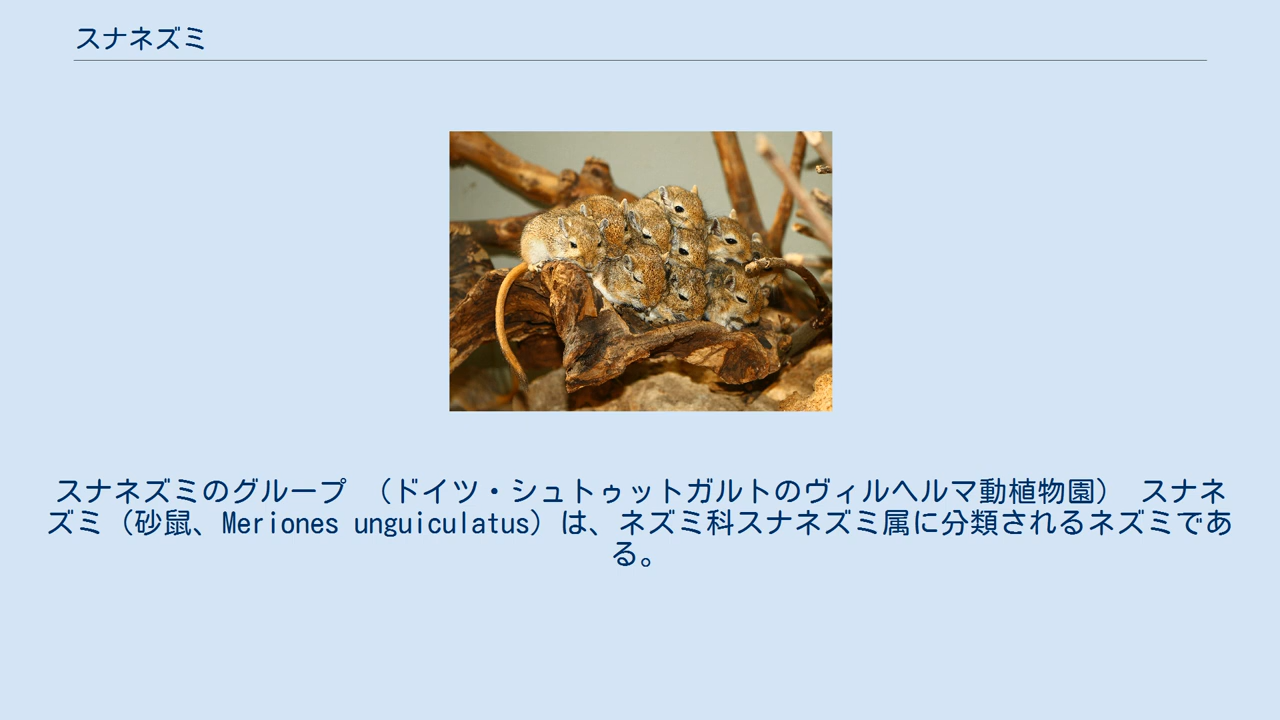 スナネズミ
スナネズミのグループ （ドイツ・シュトゥットガルトのヴィルヘルマ動植物園） スナネ
ズミ（砂鼠、Meriones unguiculatus）は、ネズミ科スナネズミ属に分類されるネズミであ
る。